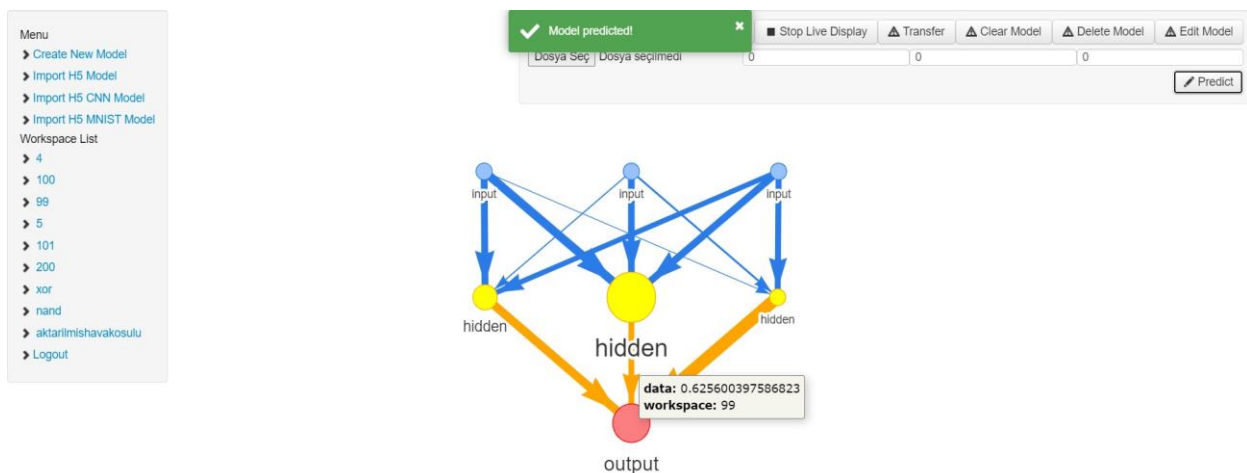 Menu
Create New Model
Import H5 Model
Import H5 CNN Model
Import H5 MNIST Model
Workspace List
4
100
99
5
101
200
xor
nand
aktarilmishavakosulu
Logout
Model predicted! ×
Stop Live Display Transfer Clear Model Delete Model Edit Model
Dosya Seç Dosya seçilmedi 0 0 0
Predict
input input input
hidden hidden hidden
data: 0.625600397586823
workspace: 99
output